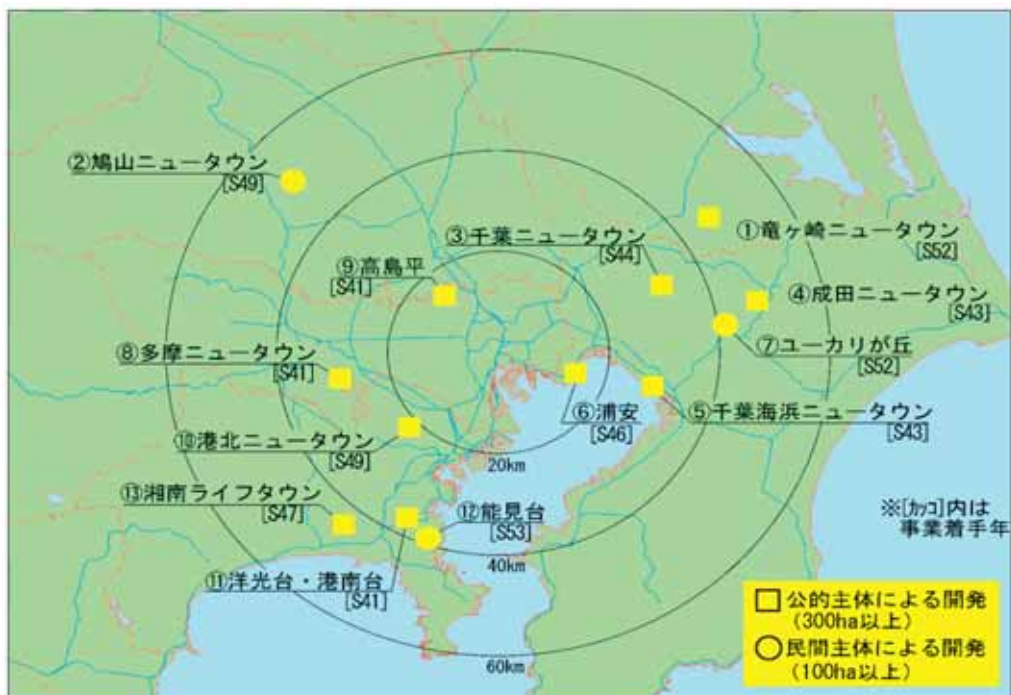 ②鳩山ニュータウン
[S49]
③千葉ニュータウン
[S44]
①竜ヶ崎ニュータウン
[S52]
⑨高島平
[S41]
④成田ニュータウン
[S43]
⑦ユーカリが丘
[S52]
⑧多摩ニュータウン
[S41]
⑥浦安
[S46]
⑤千葉海浜ニュータウン
[S43]
⑩港北ニュータウン
[S49]
20km
⑬湘南ライフタウン
[S47]
⑫能見台
[S53]
※[カッコ]内は
事業着手年
40km
⑪洋光台・港南台
[S41]
60km
公的主体による開発
(300ha以上)
民間主体による開発
(100ha以上)